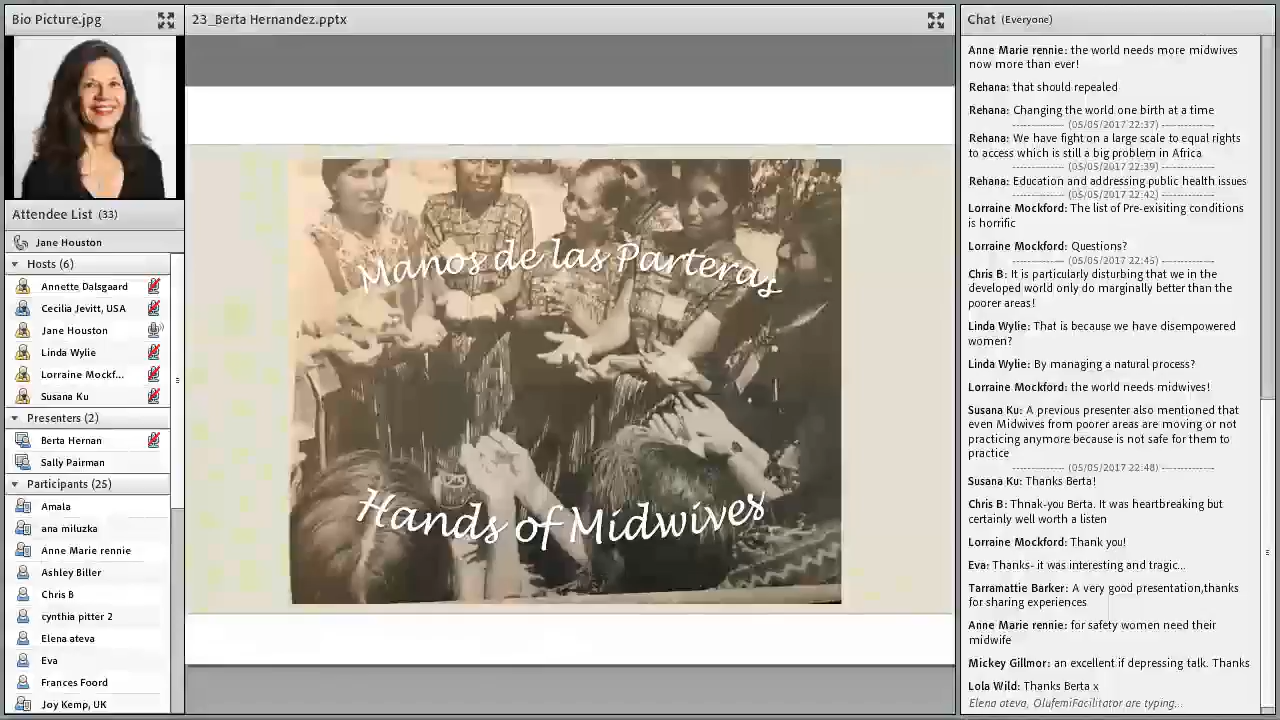 Bio Picture.jpg
Attendee List (33)
Jane Houston
Hosts (6)
Annette Dalsgaard
Cecilia Jevitt, USA
Jane Houston
Linda Wylie
Lorraine Mockf...
Susana Ku
Presenters (2)
Berta Hernan
Sally Pairman
Participants (25)
Amala
ana miluzka
Anne Marie rennie
Ashley Biller
Chris B
cynthia pitter 2
Elena ateva
Eva
Frances Foord
Joy Kemp, UK
23_Berta Hernandez.pptx
Manos de las Parteras
Hands of Midwives
Chat (Everyone)
Anne Marie rennie: the world needs more midwives
now more than ever!
Rehana: that should repealed
Rehana: Changing the world one birth at a time
-------------- (05/05/2017 22:37) --------------
Rehana: We have fight on a large scale to equal rights
to access which is still a big problem in Africa
-------------- (05/05/2017 22:39) --------------
Rehana: Education and addressing public health issues
-------------- (05/05/2017 22:42) --------------
Lorraine Mockford: The list of Pre-exisiting conditions
is horrific
Lorraine Mockford: Questions?
-------------- (05/05/2017 22:45) --------------
Chris B: It is particularly disturbing that we in the
developed world only do marginally better than the
poorer areas!
Linda Wylie: That is because we have disempowered
women?
Linda Wylie: By managing a natural process?
Lorraine Mockford: the world needs midwives!
Susana Ku: A previous presenter also mentioned that
even Midwives from poorer areas are moving or not
practicing anymore because is not safe for them to
practice
-------------- (05/05/2017 22:48) --------------
Susana Ku: Thanks Berta!
Chris B: Thnak-you Berta. It was heartbreaking but
certainly well worth a listen
Lorraine Mockford: Thank you!
Eva: Thanks- it was interesting and tragic...
Tarramattie Barker: A very good presentation,thanks
for sharing experiences
Anne Marie rennie: for safety women need their
midwife
Mickey Gillmor: an excellent if depressing talk. Thanks
Lola Wild: Thanks Berta x
Elena ateva, OlufemiFacilitator are typing...